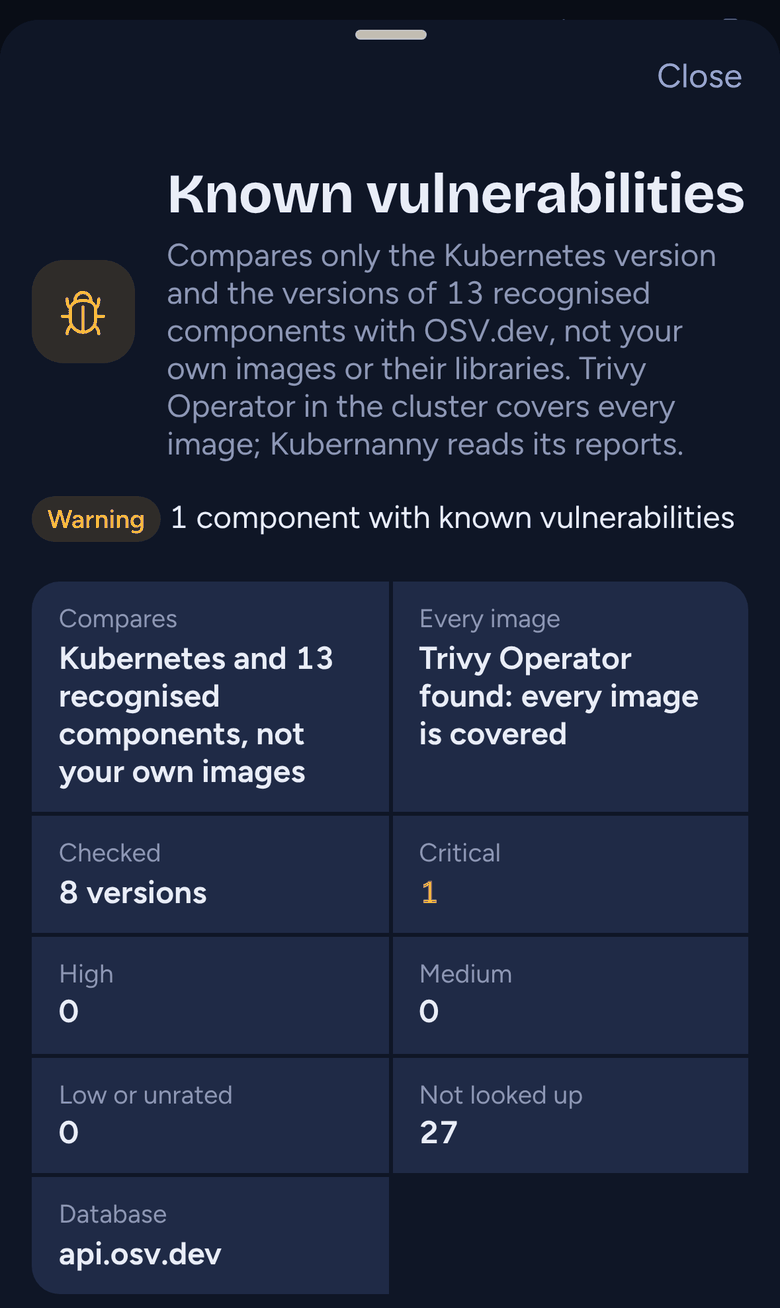 Close
Known vulnerabilities
Compares only the Kubernetes version
and the versions of 13 recognised
components with OSV.dev, not your
own images or their libraries. Trivy
Operator in the cluster covers every
image; Kubernanny reads its reports.
Warning 1 component with known vulnerabilities
Compares
Kubernetes and 13
recognised
components, not
your own images
Every image
Trivy Operator
found: every image
is covered
Checked
8 versions
Critical
1
High
0
Medium
0
Low or unrated
0
Not looked up
27
Database
api.osv.dev